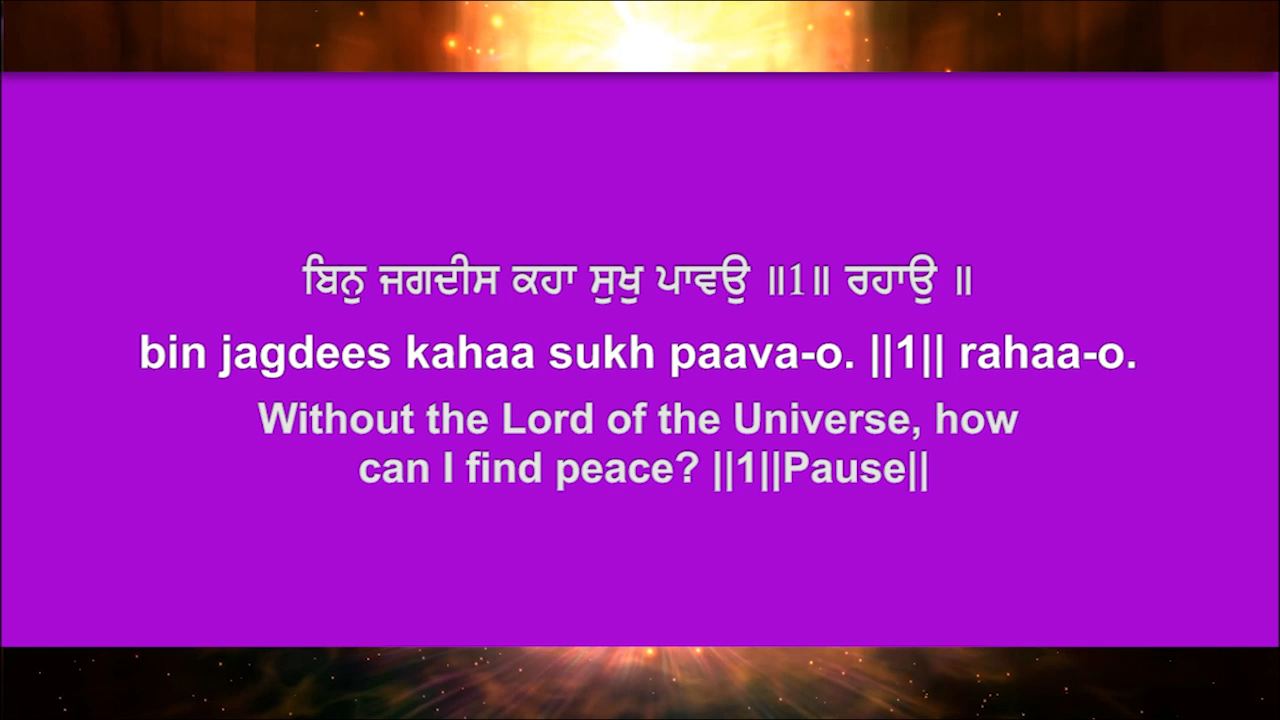 ਬਿਨੁ ਜਗਦੀਸ ਕਹਾ ਸੁਖੁ ਪਾਵਉ ॥1॥ ਰਹਾਉ ॥
bin jagdees kahaa sukh paava-o. ||1|| rahaa-o.
Without the Lord of the Universe, how
can I find peace? ||1||Pause||